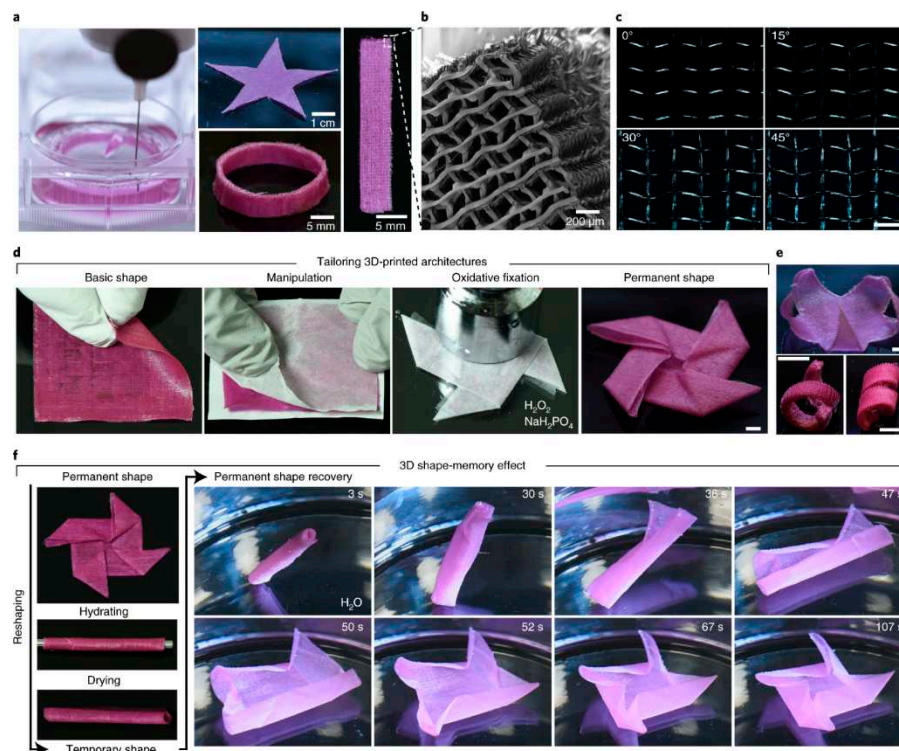 a
1 cm
5 mm
5 mm
b
200 µm
c
0°
15°
30°
45°
d
Tailoring 3D-printed architectures
Basic shape
Manipulation
Oxidative fixation
Permanent shape
H₂O₂
NaH₂PO₄
e
f
3D shape-memory effect
Permanent shape
Permanent shape recovery
Reshaping
Hydrating
Drying
Temporary shape
3 s
H₂O
30 s
36 s
47 s
50 s
52 s
67 s
107 s